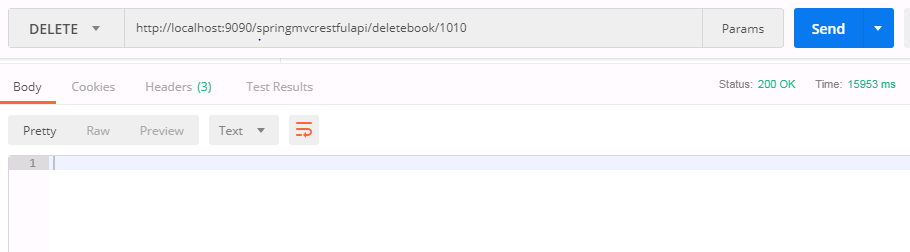 DELETE http://localhost:9090/springmvcrestfulapi/deletebook/1010 Params Send
Body Cookies Headers (3) Test Results Status: 200 OK Time: 15953 ms
Pretty Raw Preview Text
1